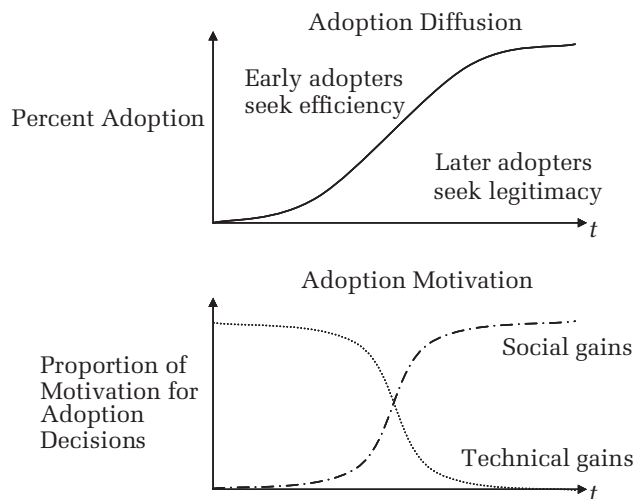 Adoption Diffusion
Early adopters
seek efficiency
Percent Adoption
Later adopters
seek legitimacy
t
Adoption Motivation
Proportion of
Motivation for
Adoption
Decisions
Social gains
Technical gains
t